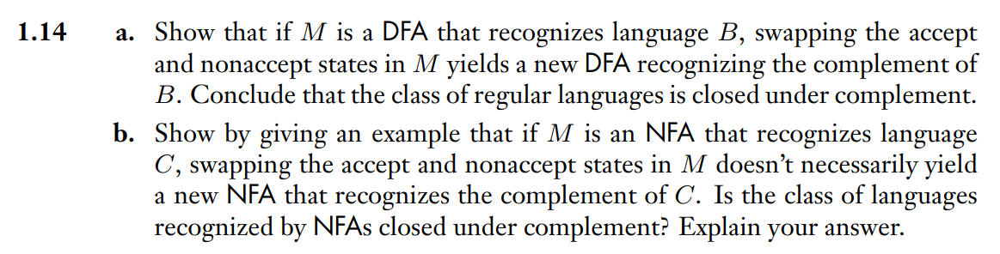 1.14 a. Show that if M is a DFA that recognizes language B, swapping the accept
and nonaccept states in M yields a new DFA recognizing the complement of
B. Conclude that the class of regular languages is closed under complement.
b. Show by giving an example that if M is an NFA that recognizes language
C, swapping the accept and nonaccept states in M doesn’t necessarily yield
a new NFA that recognizes the complement of C. Is the class of languages
recognized by NFAs closed under complement? Explain your answer.